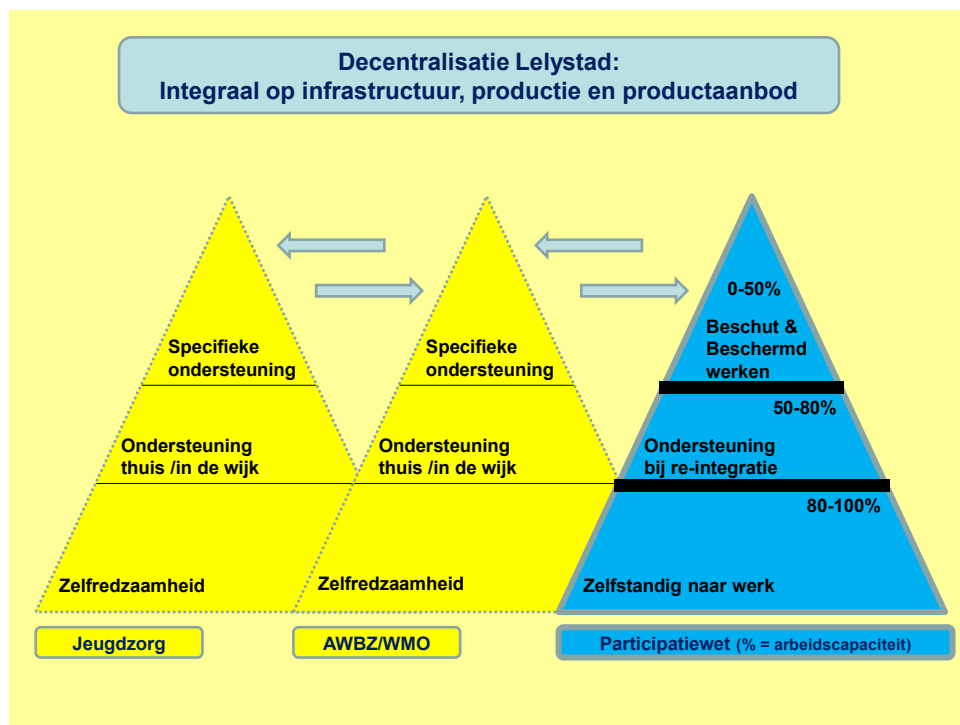 Decentralisatie Lelystad:
Integraal op infrastructuur, productie en productaanbod
Specifieke
ondersteuning
Ondersteuning
thuis /in de wijk
Zelfredzaamheid
Jeugdzorg
Specifieke
ondersteuning
Ondersteuning
thuis /in de wijk
Zelfredzaamheid
AWBZ/WMO
0-50%
Beschut &
Beschermd
werken
50-80%
Ondersteuning
bij re-integratie
80-100%
Zelfstandig naar werk
Participatiewet (% = arbeidscapaciteit)